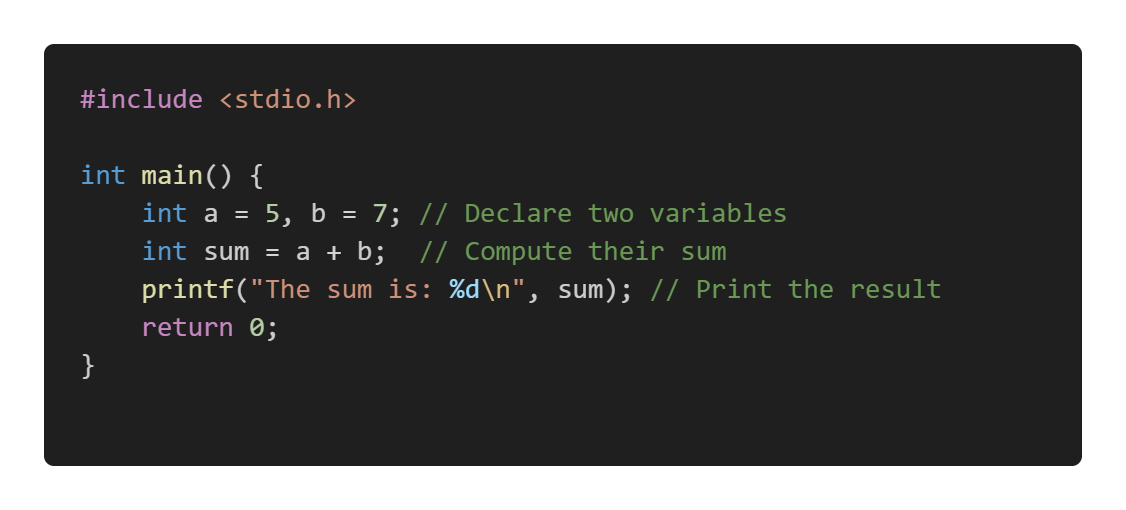 #include <stdio.h>

int main() {
    int a = 5, b = 7; // Declare two variables
    int sum = a + b;  // Compute their sum
    printf("The sum is: %d\n", sum); // Print the result
    return 0;
}